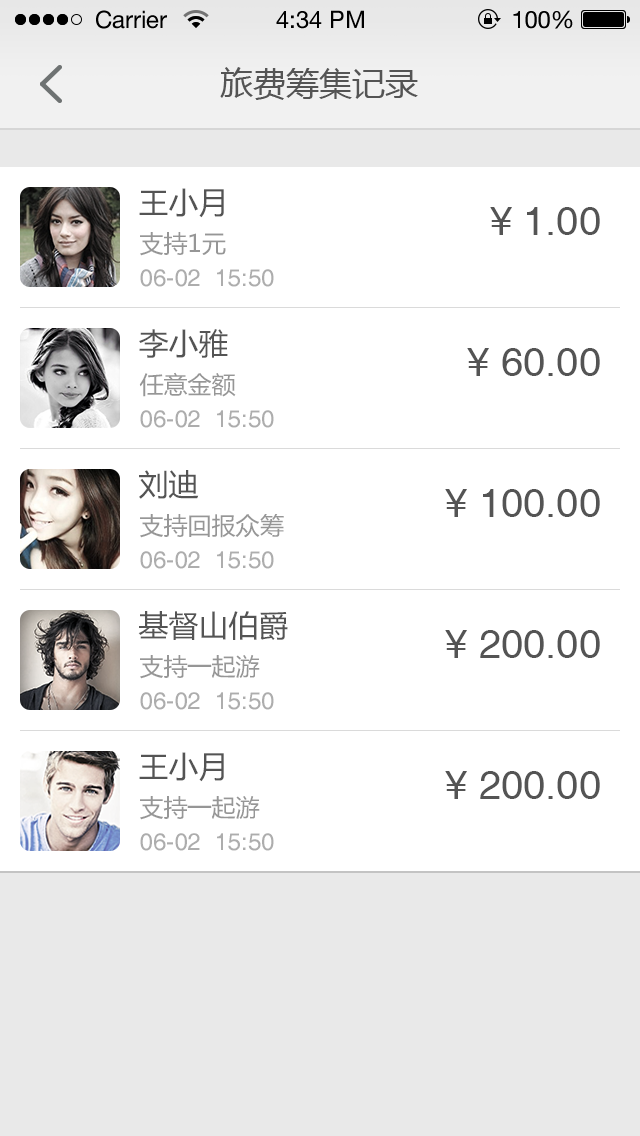 Carrier 4:34 PM 100%
旅费筹集记录
王小月
¥ 1.00
支持1元
06-02 15:50
李小雅
¥ 60.00
任意金额
06-02 15:50
刘迪
¥ 100.00
支持回报众筹
06-02 15:50
基督山伯爵
¥ 200.00
支持一起游
06-02 15:50
王小月
¥ 200.00
支持一起游
06-02 15:50